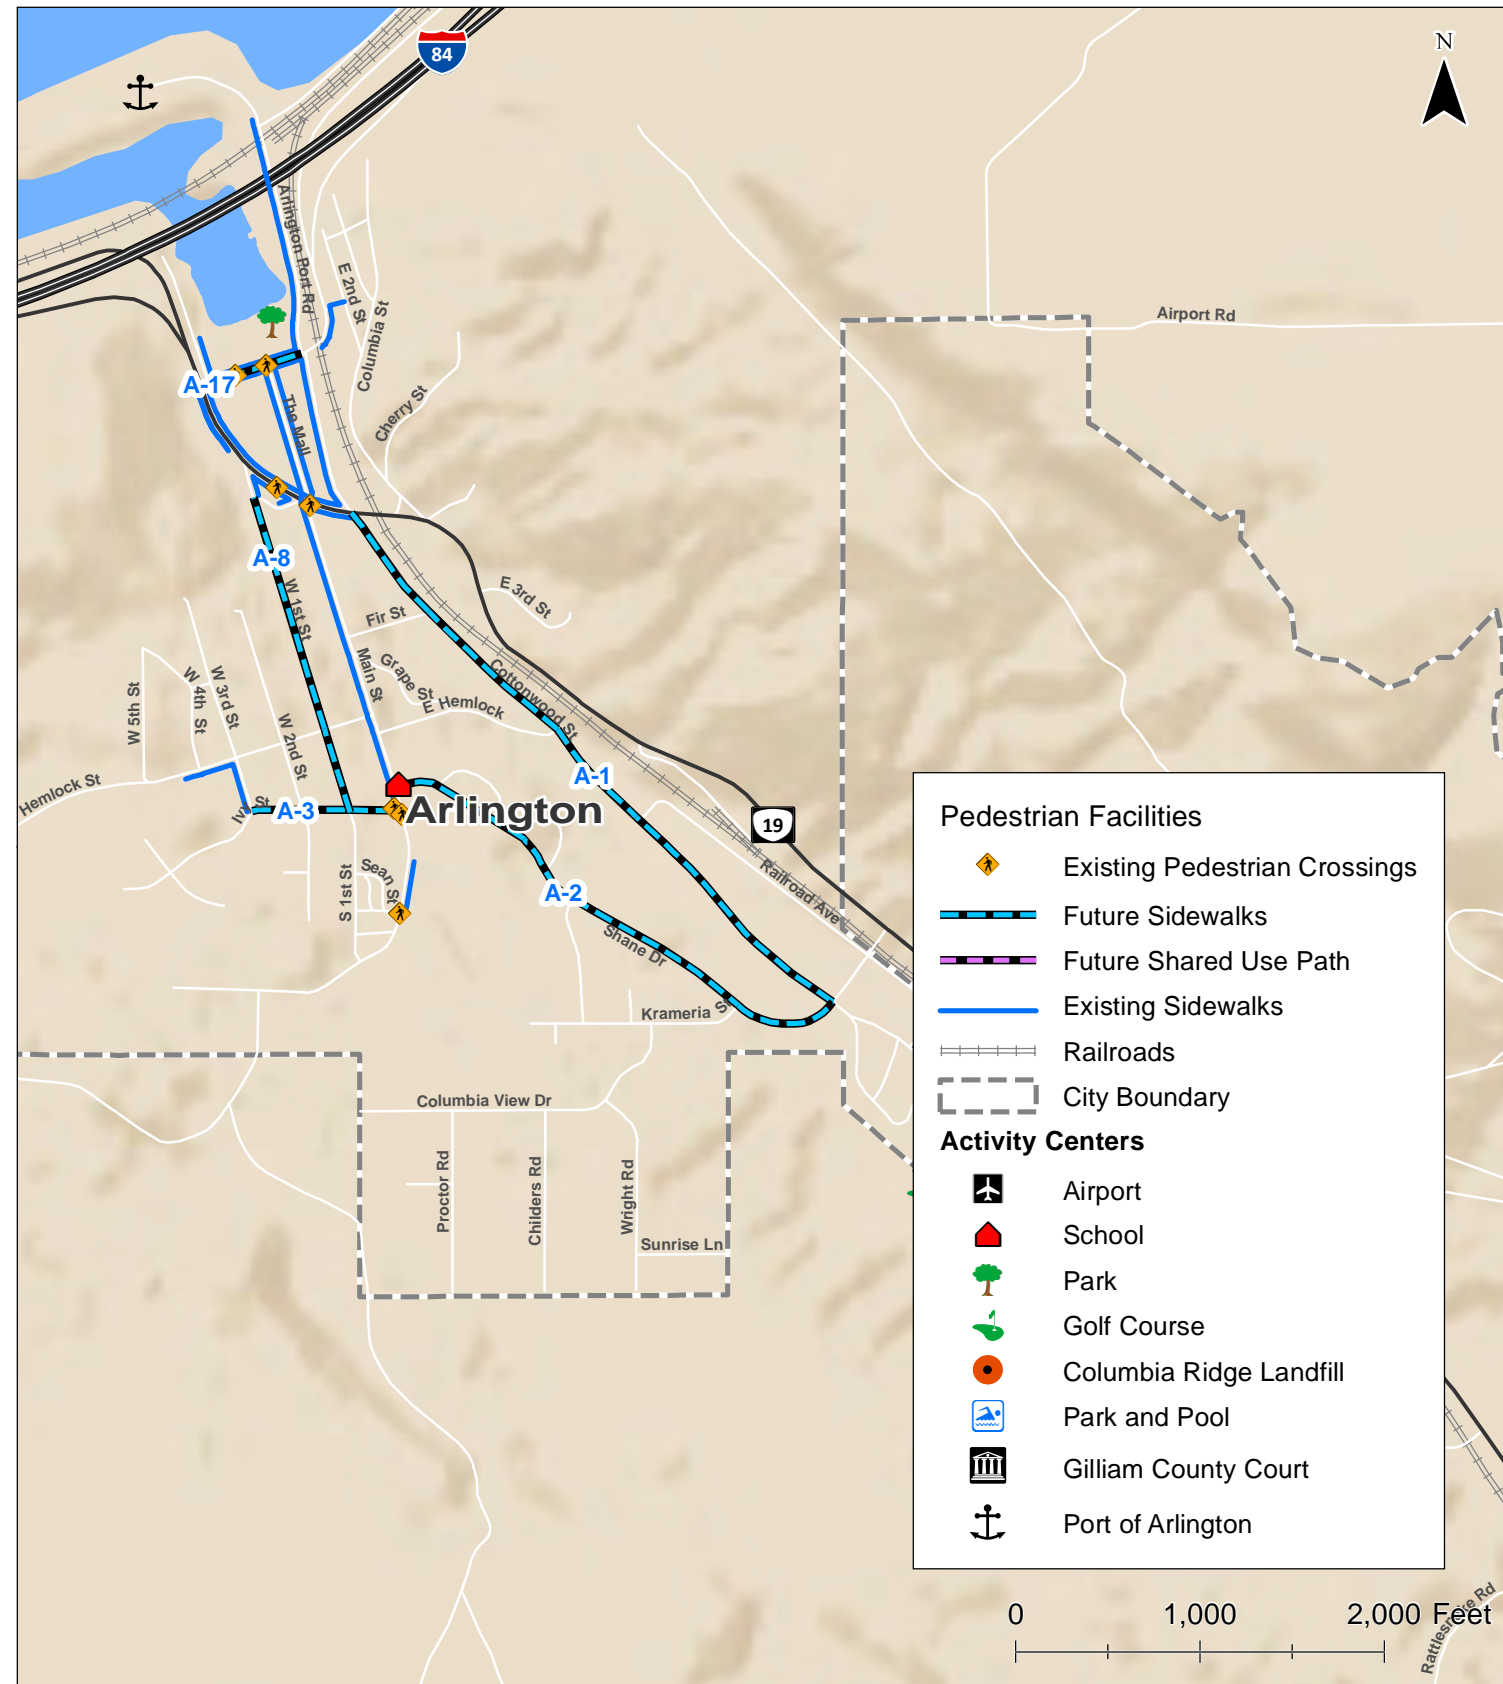 84
N
Arlington Port Rd
E 2nd St
Columbia St
Airport Rd
A-17
The Mall
Cherry St
A-8
W 1st St
E 3rd St
Fir St
Main St
Grape St
E Hemlock
Cottonwood St
W 5th St
W 4th St
W 3rd St
W 2nd St
Hemlock St
Ivy St
A-3
Arlington
A-1
19
Railroad Ave
S 1st St
Sean St
A-2
Shane Dr
Krameria St
Columbia View Dr
Proctor Rd
Childers Rd
Wright Rd
Sunrise Ln
Pedestrian Facilities
Existing Pedestrian Crossings
Future Sidewalks
Future Shared Use Path
Existing Sidewalks
Railroads
City Boundary
Activity Centers
Airport
School
Park
Golf Course
Columbia Ridge Landfill
Park and Pool
Gilliam County Court
Port of Arlington
0 1,000 2,000 Feet
Rattlesnake Rd